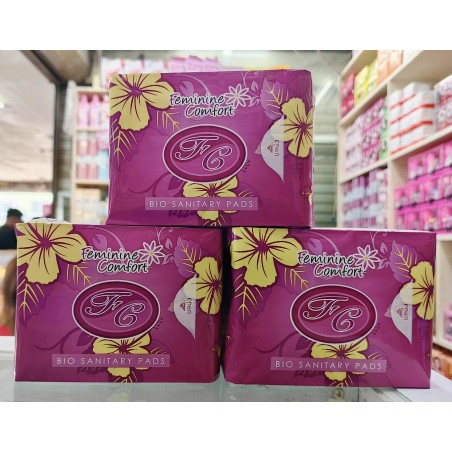 Feminine
Comfort
FC
BIO SANITARY PADS
Feminine
Comfort
FC
BIO SANITARY PADS
Feminine
Comfort
FC
BIO SANITARY PADS